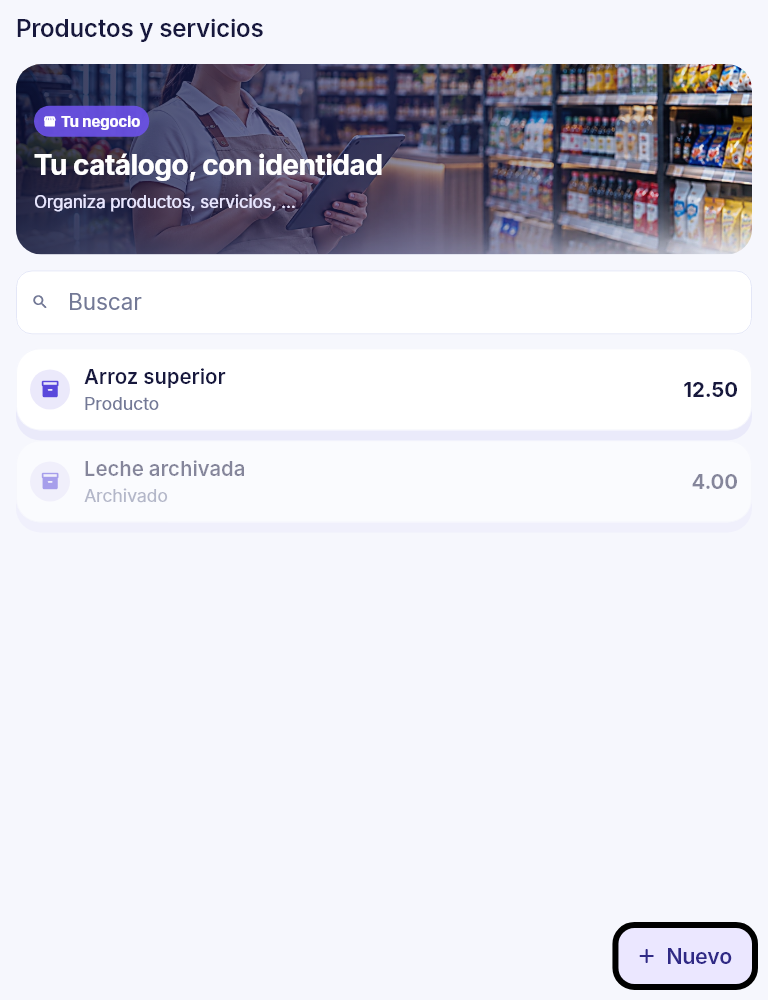 Productos y servicios
Tu negocio
Tu catálogo, con identidad
Organiza productos, servicios, ...
Buscar
Arroz superior
Producto
12.50
Leche archivada
Archivado
4.00
+ Nuevo